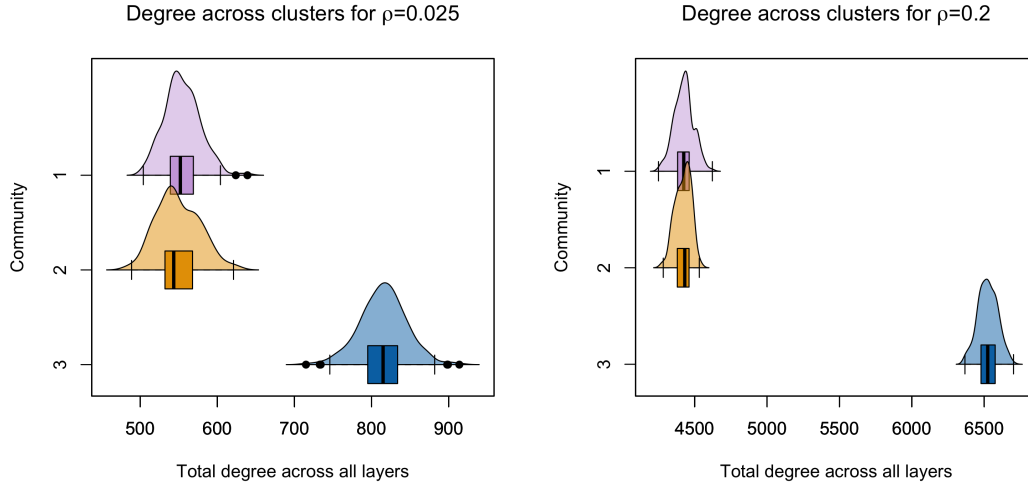 Degree across clusters for ρ=0.025
Community
1
2
3
500 600 700 800 900
Total degree across all layers
Degree across clusters for ρ=0.2
Community
1
2
3
4500 5000 5500 6000 6500
Total degree across all layers